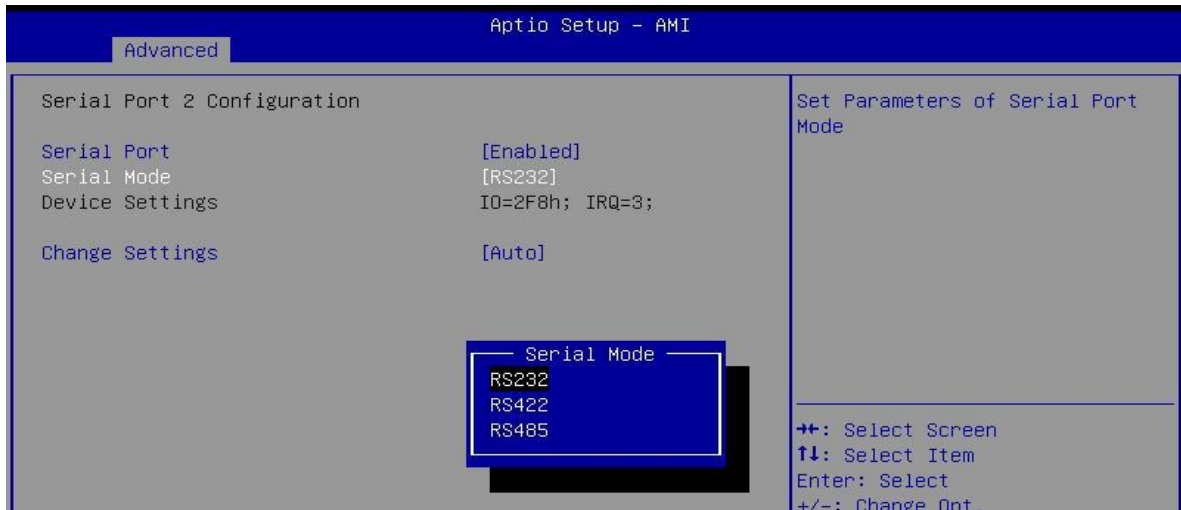 Aptio Setup – AMI
Advanced
Serial Port 2 Configuration
Serial Port [Enabled]
Serial Mode [RS232]
Device Settings IO=2F8h; IRQ=3;
Change Settings [Auto]
Serial Mode
RS232
RS422
RS485
Set Parameters of Serial Port
Mode
→←: Select Screen
↑↓: Select Item
Enter: Select
+/-: Change Opt.